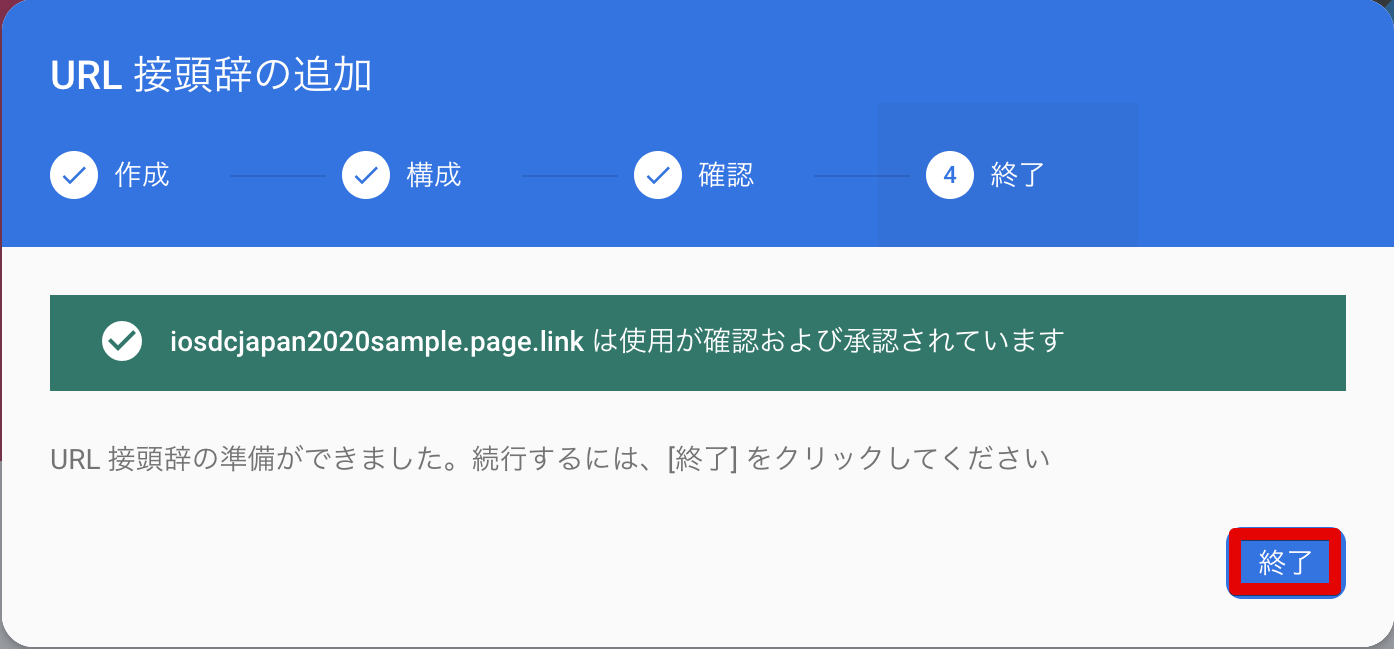 URL 接頭辞の追加
作成 構成 確認 4 終了
iosdcjapan2020sample.page.link は使用が確認および承認されています
URL 接頭辞の準備ができました。続行するには、[終了] をクリックしてください
終了